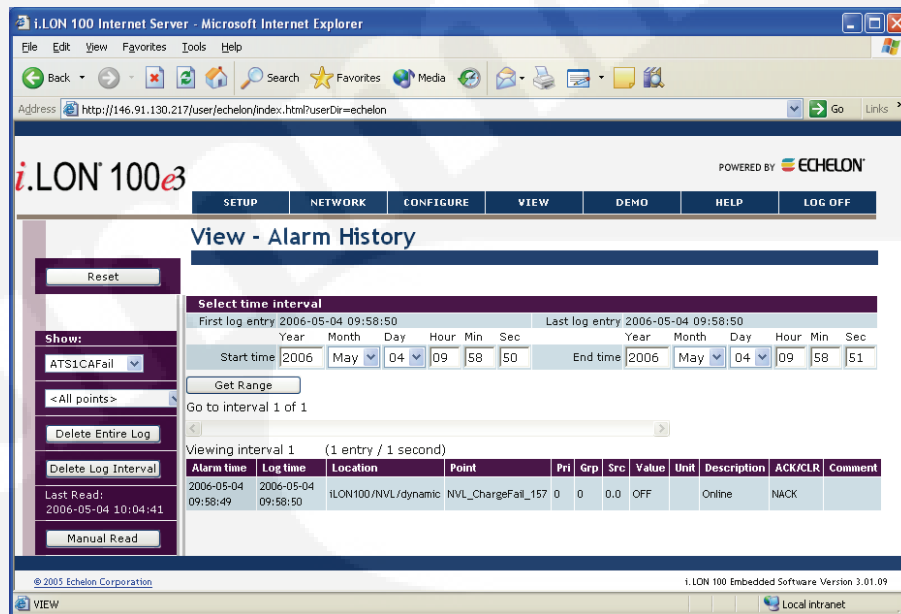 i.LON 100 Internet Server - Microsoft Internet Explorer
File Edit View Favorites Tools Help
Back Search Favorites Media
Address http://146.91.130.217/user/echelon/index.html?userDir=echelon Go Links
i.LON 100e3
POWERED BY ECHELON
SETUP NETWORK CONFIGURE VIEW DEMO HELP LOG OFF
View - Alarm History
Reset
Show:
ATS1CAFail
<All points>
Delete Entire Log
Delete Log Interval
Last Read:
2006-05-04 10:04:41
Manual Read
Select time interval
First log entry 2006-05-04 09:58:50 Last log entry 2006-05-04 09:58:50
Year Month Day Hour Min Sec Year Month Day Hour Min Sec
Start time 2006 May 04 09 58 50 End time 2006 May 04 09 58 51
Get Range
Go to interval 1 of 1
Viewing interval 1 (1 entry / 1 second)
Alarm time Log time Location Point Pri Grp Src Value Unit Description ACK/CLR Comment
2006-05-04 2006-05-04
09:58:49 09:58:50 iLON100/NVL/dynamic NVL_ChargeFail_157 0 0 0.0 OFF Online NACK
© 2005 Echelon Corporation i.LON 100 Embedded Software Version 3.01.09
VIEW Local intranet